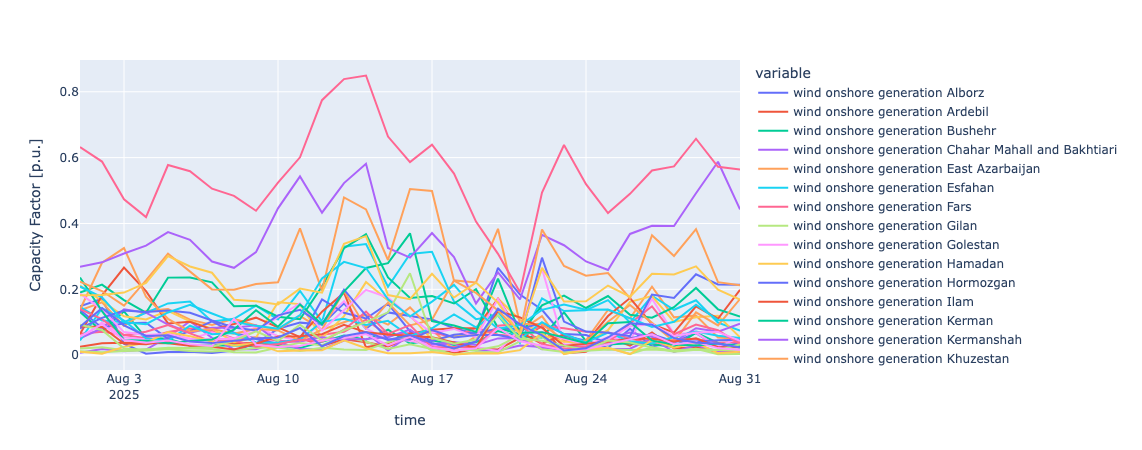 variable
wind onshore generation Alborz
wind onshore generation Ardebil
wind onshore generation Bushehr
wind onshore generation Chahar Mahall and Bakhtiari
wind onshore generation East Azarbaijan
wind onshore generation Esfahan
wind onshore generation Fars
wind onshore generation Gilan
wind onshore generation Golestan
wind onshore generation Hamadan
wind onshore generation Hormozgan
wind onshore generation Ilam
wind onshore generation Kerman
wind onshore generation Kermanshah
wind onshore generation Khuzestan
Capacity Factor [p.u.]
0.8
0.6
0.4
0.2
0
Aug 3
2025
Aug 10
Aug 17
Aug 24
Aug 31
time